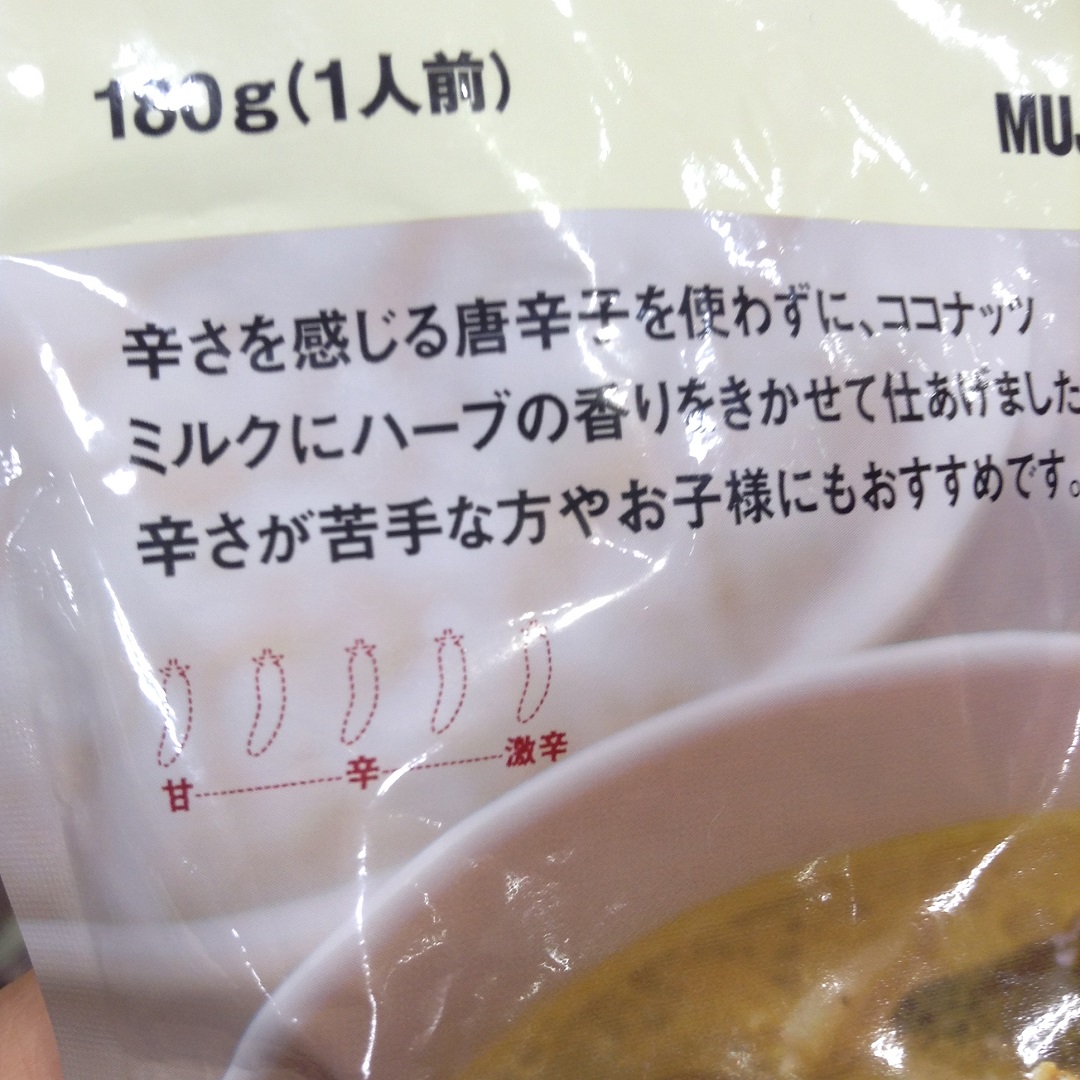 180g(1人前)
MUJ
辛さを感じる唐辛子を使わずに、ココナッツ
ミルクにハーブの香りをきかせて仕あげました
辛さが苦手な方やお子様にもおすすめです。
甘 辛 激辛